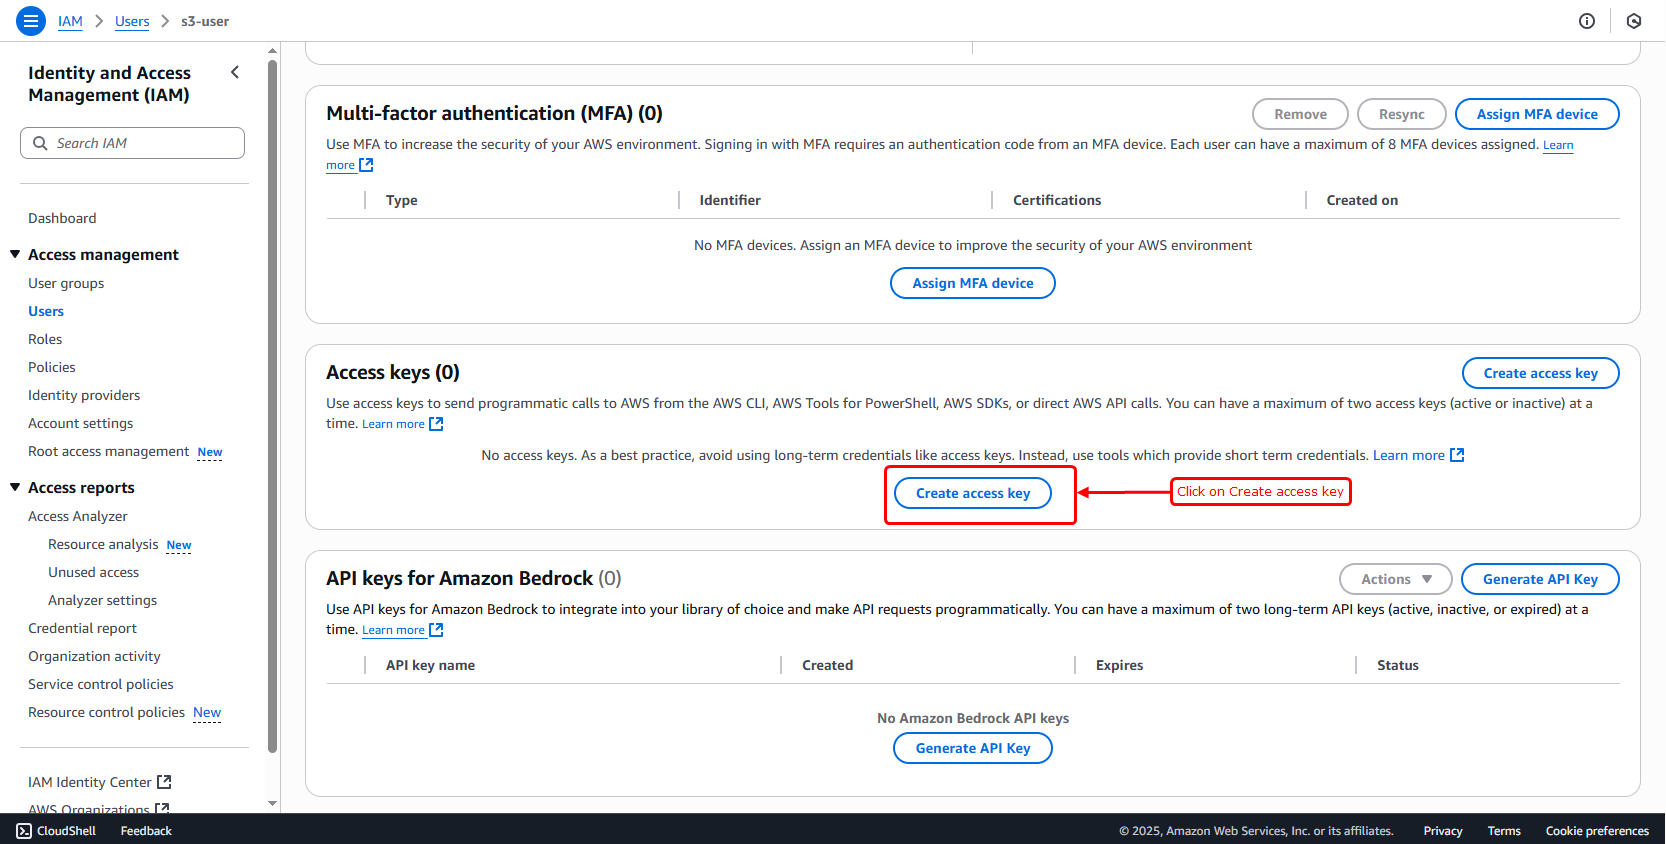 IAM > Users > s3-user
Identity and Access
Management (IAM)
Search IAM
Dashboard
Access management
User groups
Users
Roles
Policies
Identity providers
Account settings
Root access management New
Access reports
Access Analyzer
Resource analysis New
Unused access
Analyzer settings
Credential report
Organization activity
Service control policies
Resource control policies New
IAM Identity Center
AWS Organizations
Multi-factor authentication (MFA) (0)
Remove
Resync
Assign MFA device
Use MFA to increase the security of your AWS environment. Signing in with MFA requires an authentication code from an MFA device. Each user can have a maximum of 8 MFA devices assigned. Learn
more
Type Identifier Certifications Created on
No MFA devices. Assign an MFA device to improve the security of your AWS environment
Assign MFA device
Access keys (0)
Create access key
Use access keys to send programmatic calls to AWS from the AWS CLI, AWS Tools for PowerShell, AWS SDKs, or direct AWS API calls. You can have a maximum of two access keys (active or inactive) at a
time. Learn more
No access keys. As a best practice, avoid using long-term credentials like access keys. Instead, use tools which provide short term credentials. Learn more
Create access key
Click on Create access key
API keys for Amazon Bedrock (0)
Actions
Generate API Key
Use API keys for Amazon Bedrock to integrate into your library of choice and make API requests programmatically. You can have a maximum of two long-term API keys (active, inactive, or expired) at a
time. Learn more
API key name Created Expires Status
No Amazon Bedrock API keys
Generate API Key
CloudShell Feedback © 2025, Amazon Web Services, Inc. or its affiliates. Privacy Terms Cookie preferences